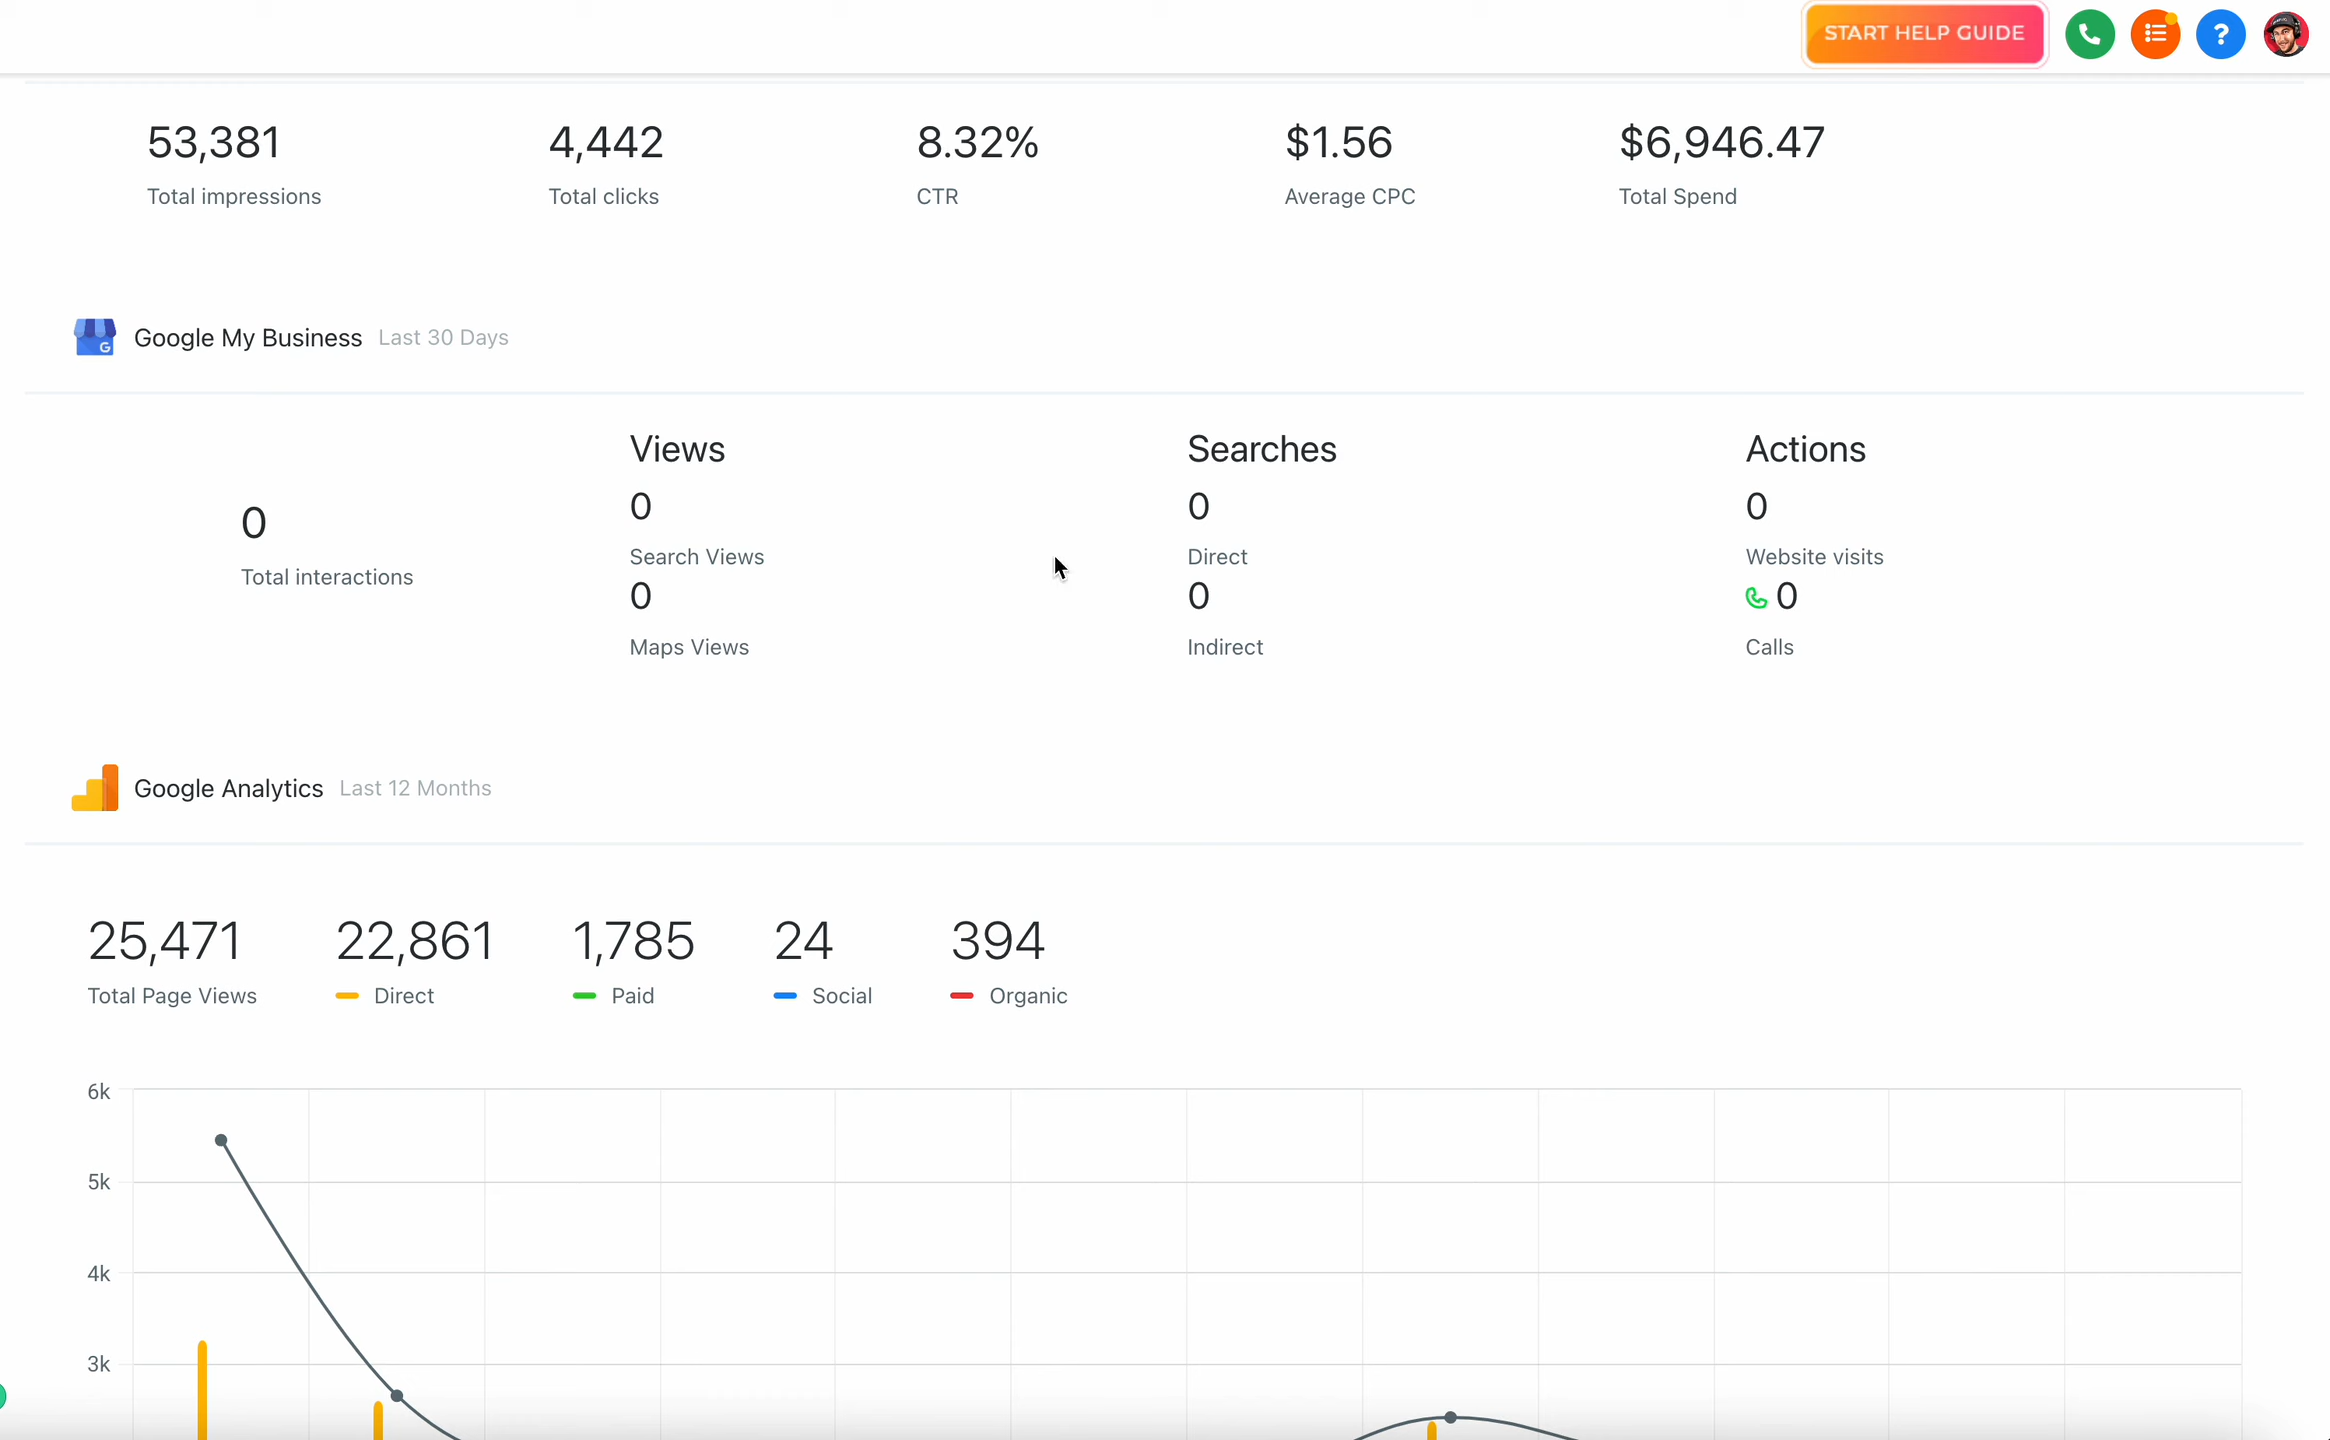 START HELP GUIDE
?
53,381 4,442 8.32% $1.56 $6,946.47
Total impressions Total clicks CTR Average CPC Total Spend
G Google My Business Last 30 Days
Views Searches Actions
0 0 0 0
Search Views Direct Website visits
Total interactions
0 0 0
Maps Views Indirect Calls
Google Analytics Last 12 Months
25,471 22,861 1,785 24 394
Total Page Views Direct Paid Social Organic
6k
5k
4k
3k